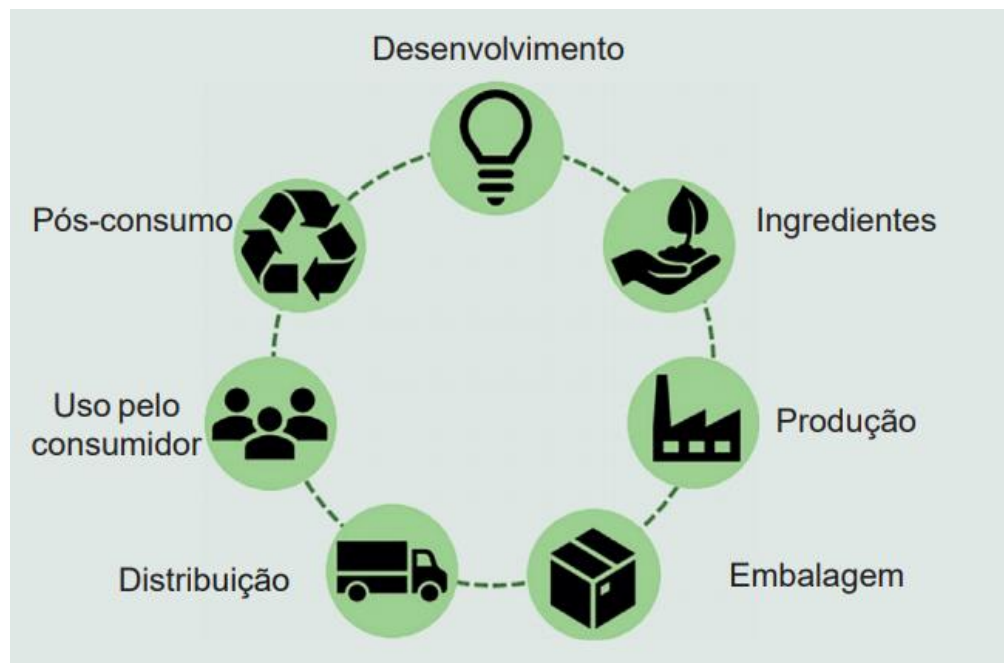 Desenvolvimento
Ingredientes
Produção
Embalagem
Distribuição
Uso pelo
consumidor
Pós-consumo